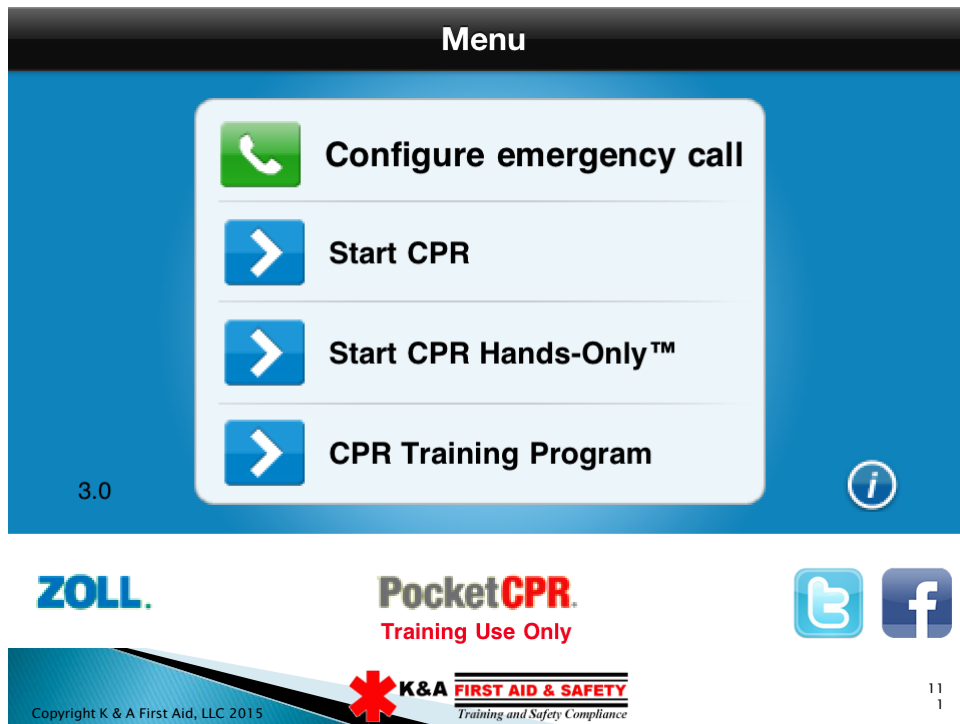 Menu
Configure emergency call
Start CPR
Start CPR Hands-Only™
CPR Training Program
3.0
i
ZOLL.
PocketCPR.
Training Use Only
t
f
K&A FIRST AID & SAFETY
Training and Safety Compliance
Copyright K & A First Aid, LLC 2015
11
1